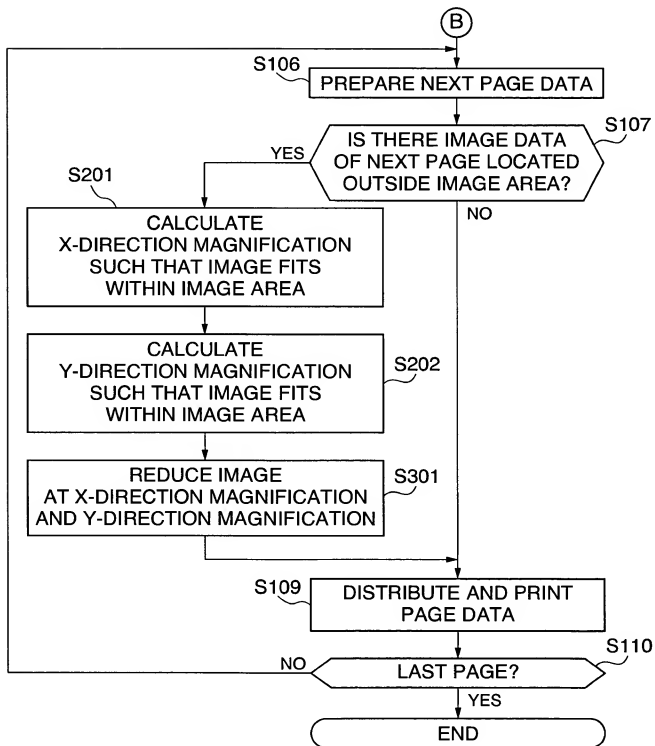 B
S106
PREPARE NEXT PAGE DATA
IS THERE IMAGE DATA
OF NEXT PAGE LOCATED
OUTSIDE IMAGE AREA?
S107
YES
NO
S201
CALCULATE
X-DIRECTION MAGNIFICATION
SUCH THAT IMAGE FITS
WITHIN IMAGE AREA
CALCULATE
Y-DIRECTION MAGNIFICATION
SUCH THAT IMAGE FITS
WITHIN IMAGE AREA
S202
REDUCE IMAGE
AT X-DIRECTION MAGNIFICATION
AND Y-DIRECTION MAGNIFICATION
S301
S109
DISTRIBUTE AND PRINT
PAGE DATA
NO
LAST PAGE?
S110
YES
END